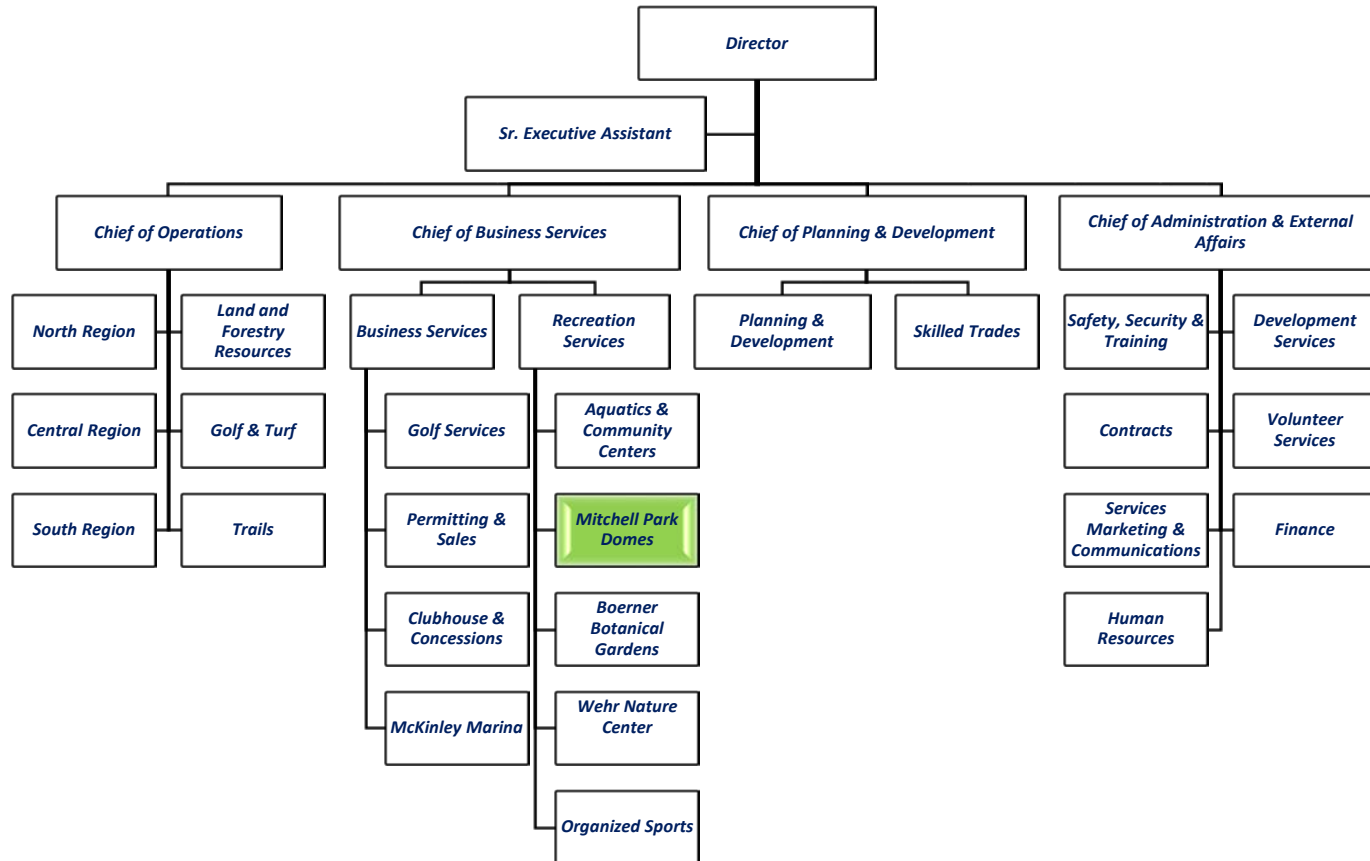 Director
Sr. Executive Assistant
Chief of Operations
Chief of Business Services
Chief of Planning & Development
Chief of Administration & External
Affairs
North Region
Land and
Forestry
Resources
Central Region
Golf & Turf
South Region
Trails
Business Services
Recreation
Services
Golf Services
Permitting &
Sales
Clubhouse &
Concessions
McKinley Marina
Aquatics &
Community
Centers
Mitchell Park
Domes
Boerner
Botanical
Gardens
Wehr Nature
Center
Organized Sports
Planning &
Development
Skilled Trades
Safety, Security &
Training
Development
Services
Contracts
Volunteer
Services
Services
Marketing &
Communications
Finance
Human
Resources